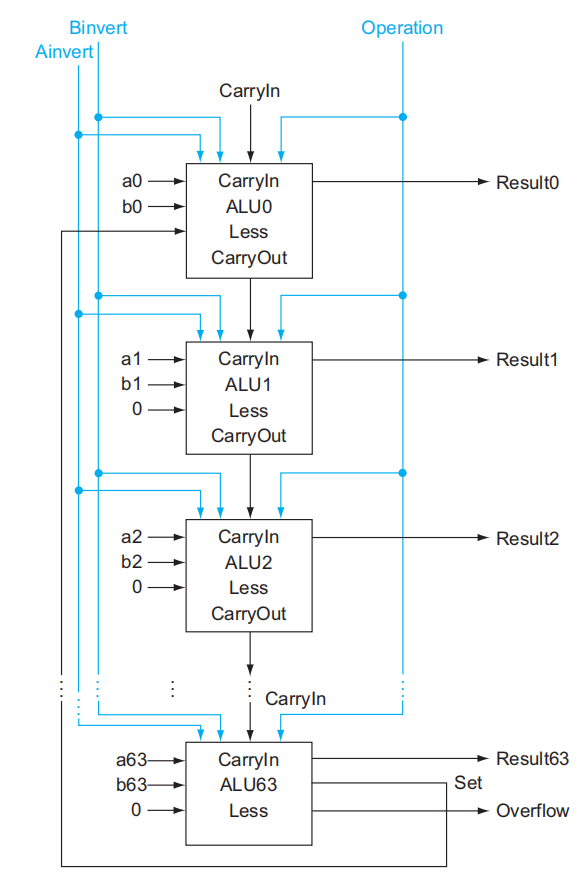 Binvert Operation
Ainvert
CarryIn
a0 CarryIn Result0
b0 ALU0
Less
CarryOut
a1 CarryIn Result1
b1 ALU1
0 Less
CarryOut
a2 CarryIn Result2
b2 ALU2
0 Less
CarryOut
CarryIn
a63 CarryIn Result63
b63 ALU63 Set
0 Less Overflow